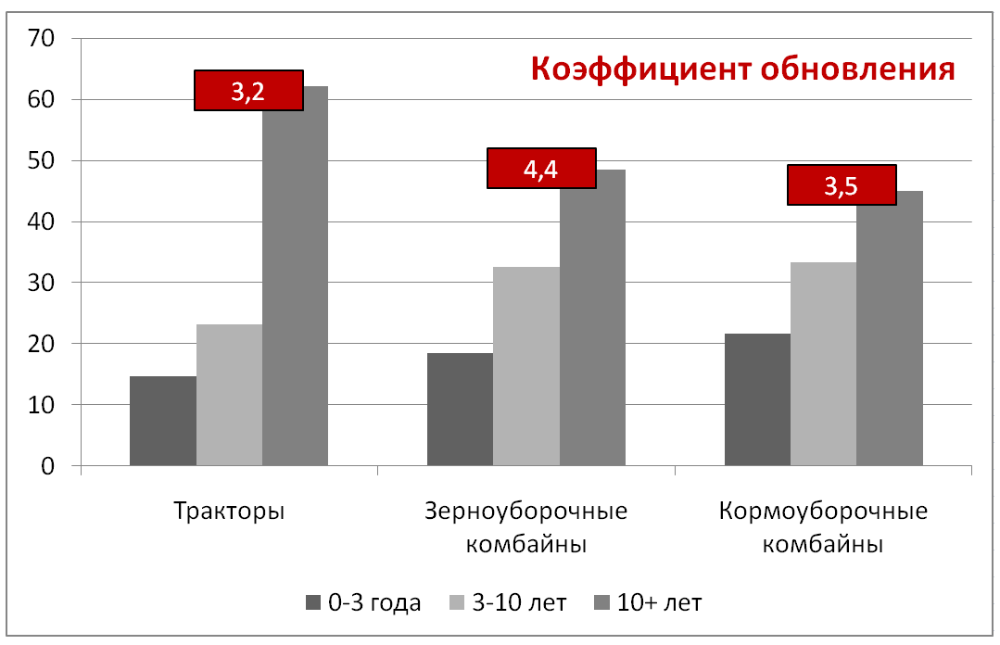 Коэффициент обновления
70
60
50
40
30
20
10
0
3,2
4,4
3,5
Тракторы
Зерноуборочные
комбайны
Кормоуборочные
комбайны
0-3 года
3-10 лет
10+ лет